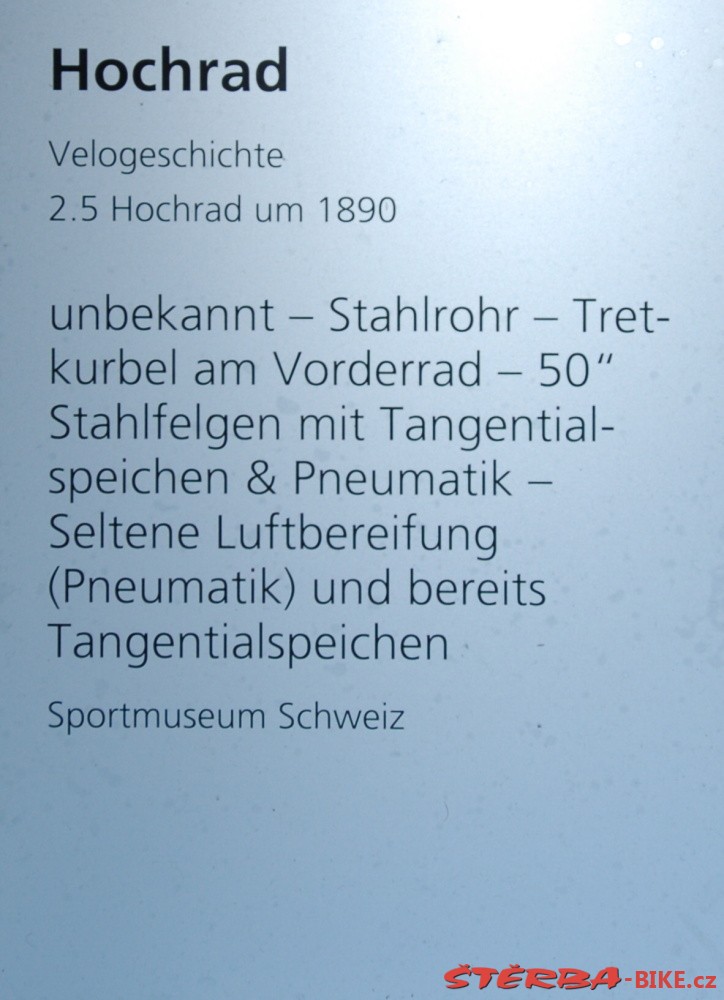 Hochrad
Velogeschichte
2.5 Hochrad um 1890
unbekannt – Stahlrohr – Tret-
kurbel am Vorderrad – 50“
Stahlfelgen mit Tangential-
speichen & Pneumatik –
Seltene Luftbereifung
(Pneumatik) und bereits
Tangentialspeichen
Sportmuseum Schweiz
ŠTĚRBA-BIKE.cz